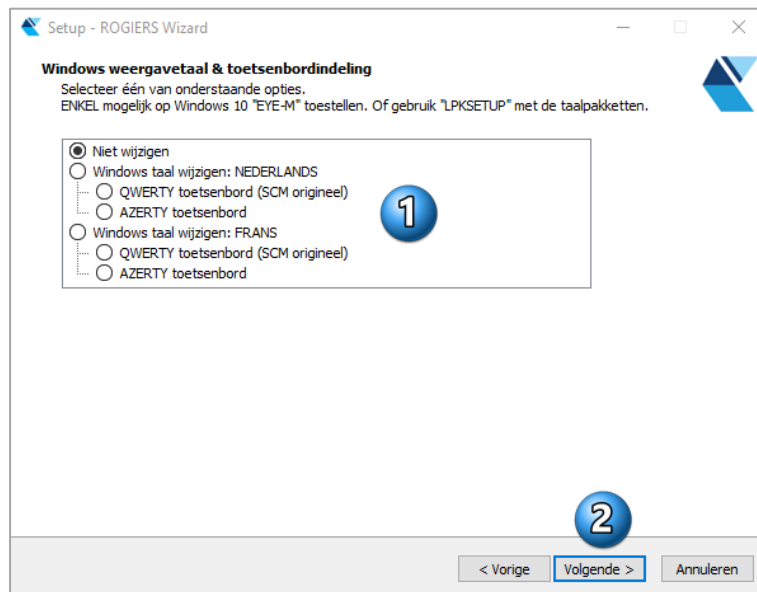 Setup - ROGIERS Wizard
Windows weergavetaal & toetsenbordindeling
Selecteer één van onderstaande opties.
ENKEL mogelijk op Windows 10 "EYE-M" toestellen. Of gebruik "LPKSETUP" met de taalpakketten.
Niet wijzigen
Windows taal wijzigen: NEDERLANDS
QWERTY toetsenbord (SCM origineel)
AZERTY toetsenbord
Windows taal wijzigen: FRANS
QWERTY toetsenbord (SCM origineel)
AZERTY toetsenbord
1
2
< Vorige Volgende > Annuleren